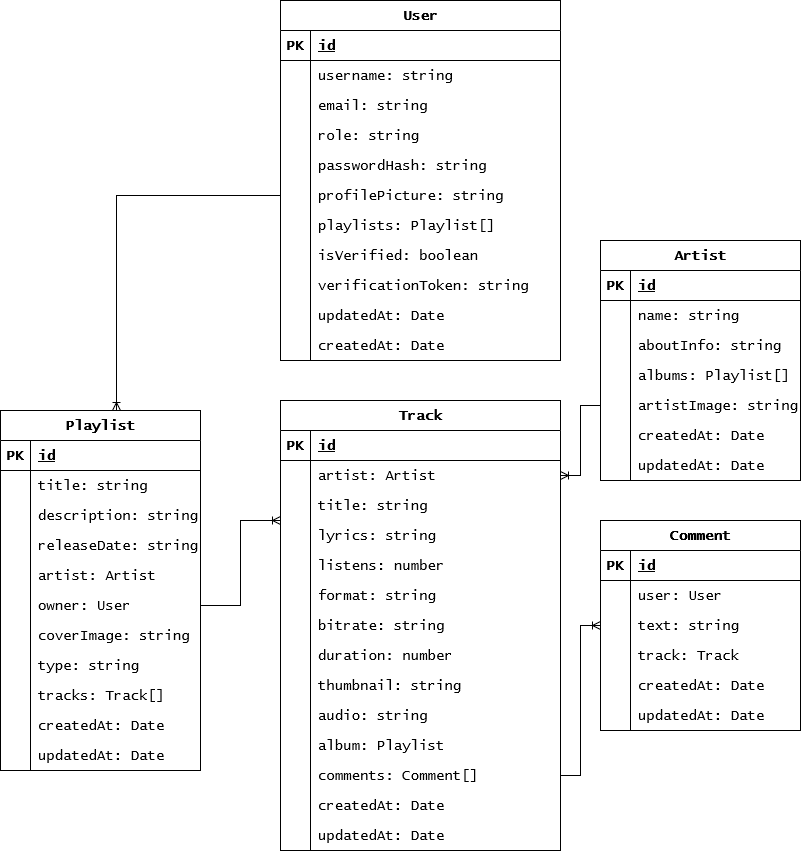 User
PK id
username: string
email: string
role: string
passwordHash: string
profilePicture: string
playlists: Playlist[]
isVerified: boolean
verificationToken: string
updatedAt: Date
createdAt: Date
Artist
PK id
name: string
aboutInfo: string
albums: Playlist[]
artistImage: string
createdAt: Date
updatedAt: Date
Playlist
PK id
title: string
description: string
releaseDate: string
artist: Artist
owner: User
coverImage: string
type: string
tracks: Track[]
createdAt: Date
updatedAt: Date
Track
PK id
artist: Artist
title: string
lyrics: string
listens: number
format: string
bitrate: string
duration: number
thumbnail: string
audio: string
album: Playlist
comments: Comment[]
createdAt: Date
updatedAt: Date
Comment
PK id
user: User
text: string
track: Track
createdAt: Date
updatedAt: Date